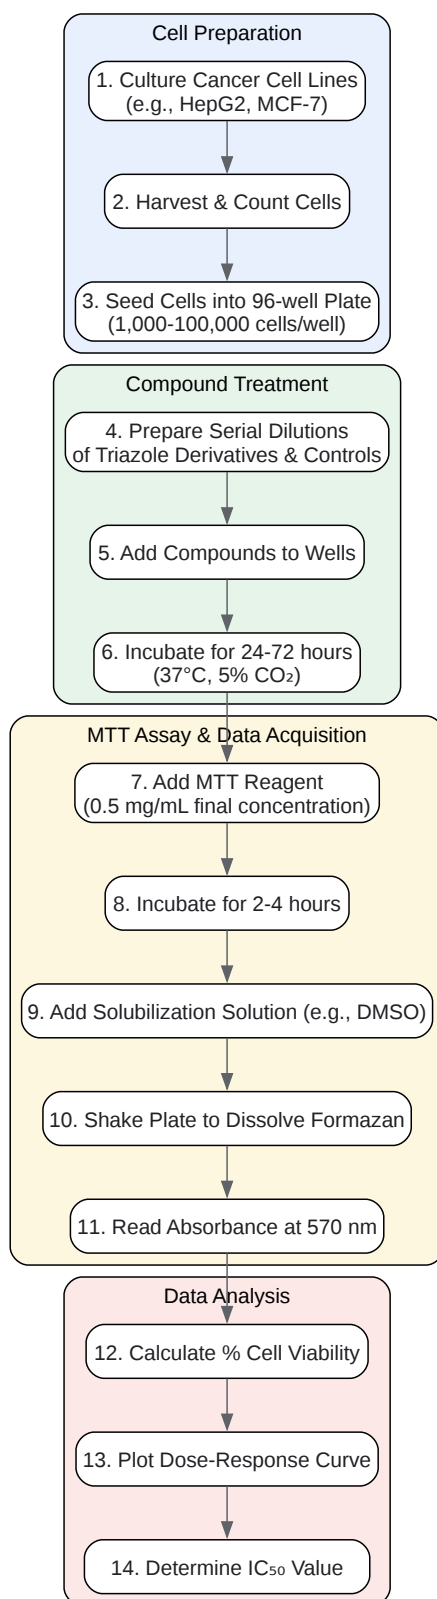 Cell Preparation
1. Culture Cancer Cell Lines
(e.g., HepG2, MCF-7)
2. Harvest & Count Cells
3. Seed Cells into 96-well Plate
(1,000-100,000 cells/well)
Compound Treatment
4. Prepare Serial Dilutions
of Triazole Derivatives & Controls
5. Add Compounds to Wells
6. Incubate for 24-72 hours
(37°C, 5% CO₂)
MTT Assay & Data Acquisition
7. Add MTT Reagent
(0.5 mg/mL final concentration)
8. Incubate for 2-4 hours
9. Add Solubilization Solution (e.g., DMSO)
10. Shake Plate to Dissolve Formazan
11. Read Absorbance at 570 nm
Data Analysis
12. Calculate % Cell Viability
13. Plot Dose-Response Curve
14. Determine IC₅₀ Value